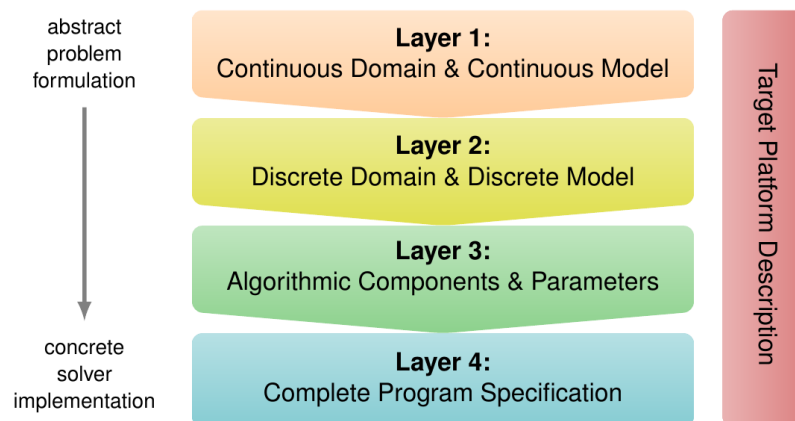 abstract
problem
formulation
Layer 1:
Continuous Domain & Continuous Model
Layer 2:
Discrete Domain & Discrete Model
Layer 3:
Algorithmic Components & Parameters
concrete
solver
implementation
Layer 4:
Complete Program Specification
Target Platform Description